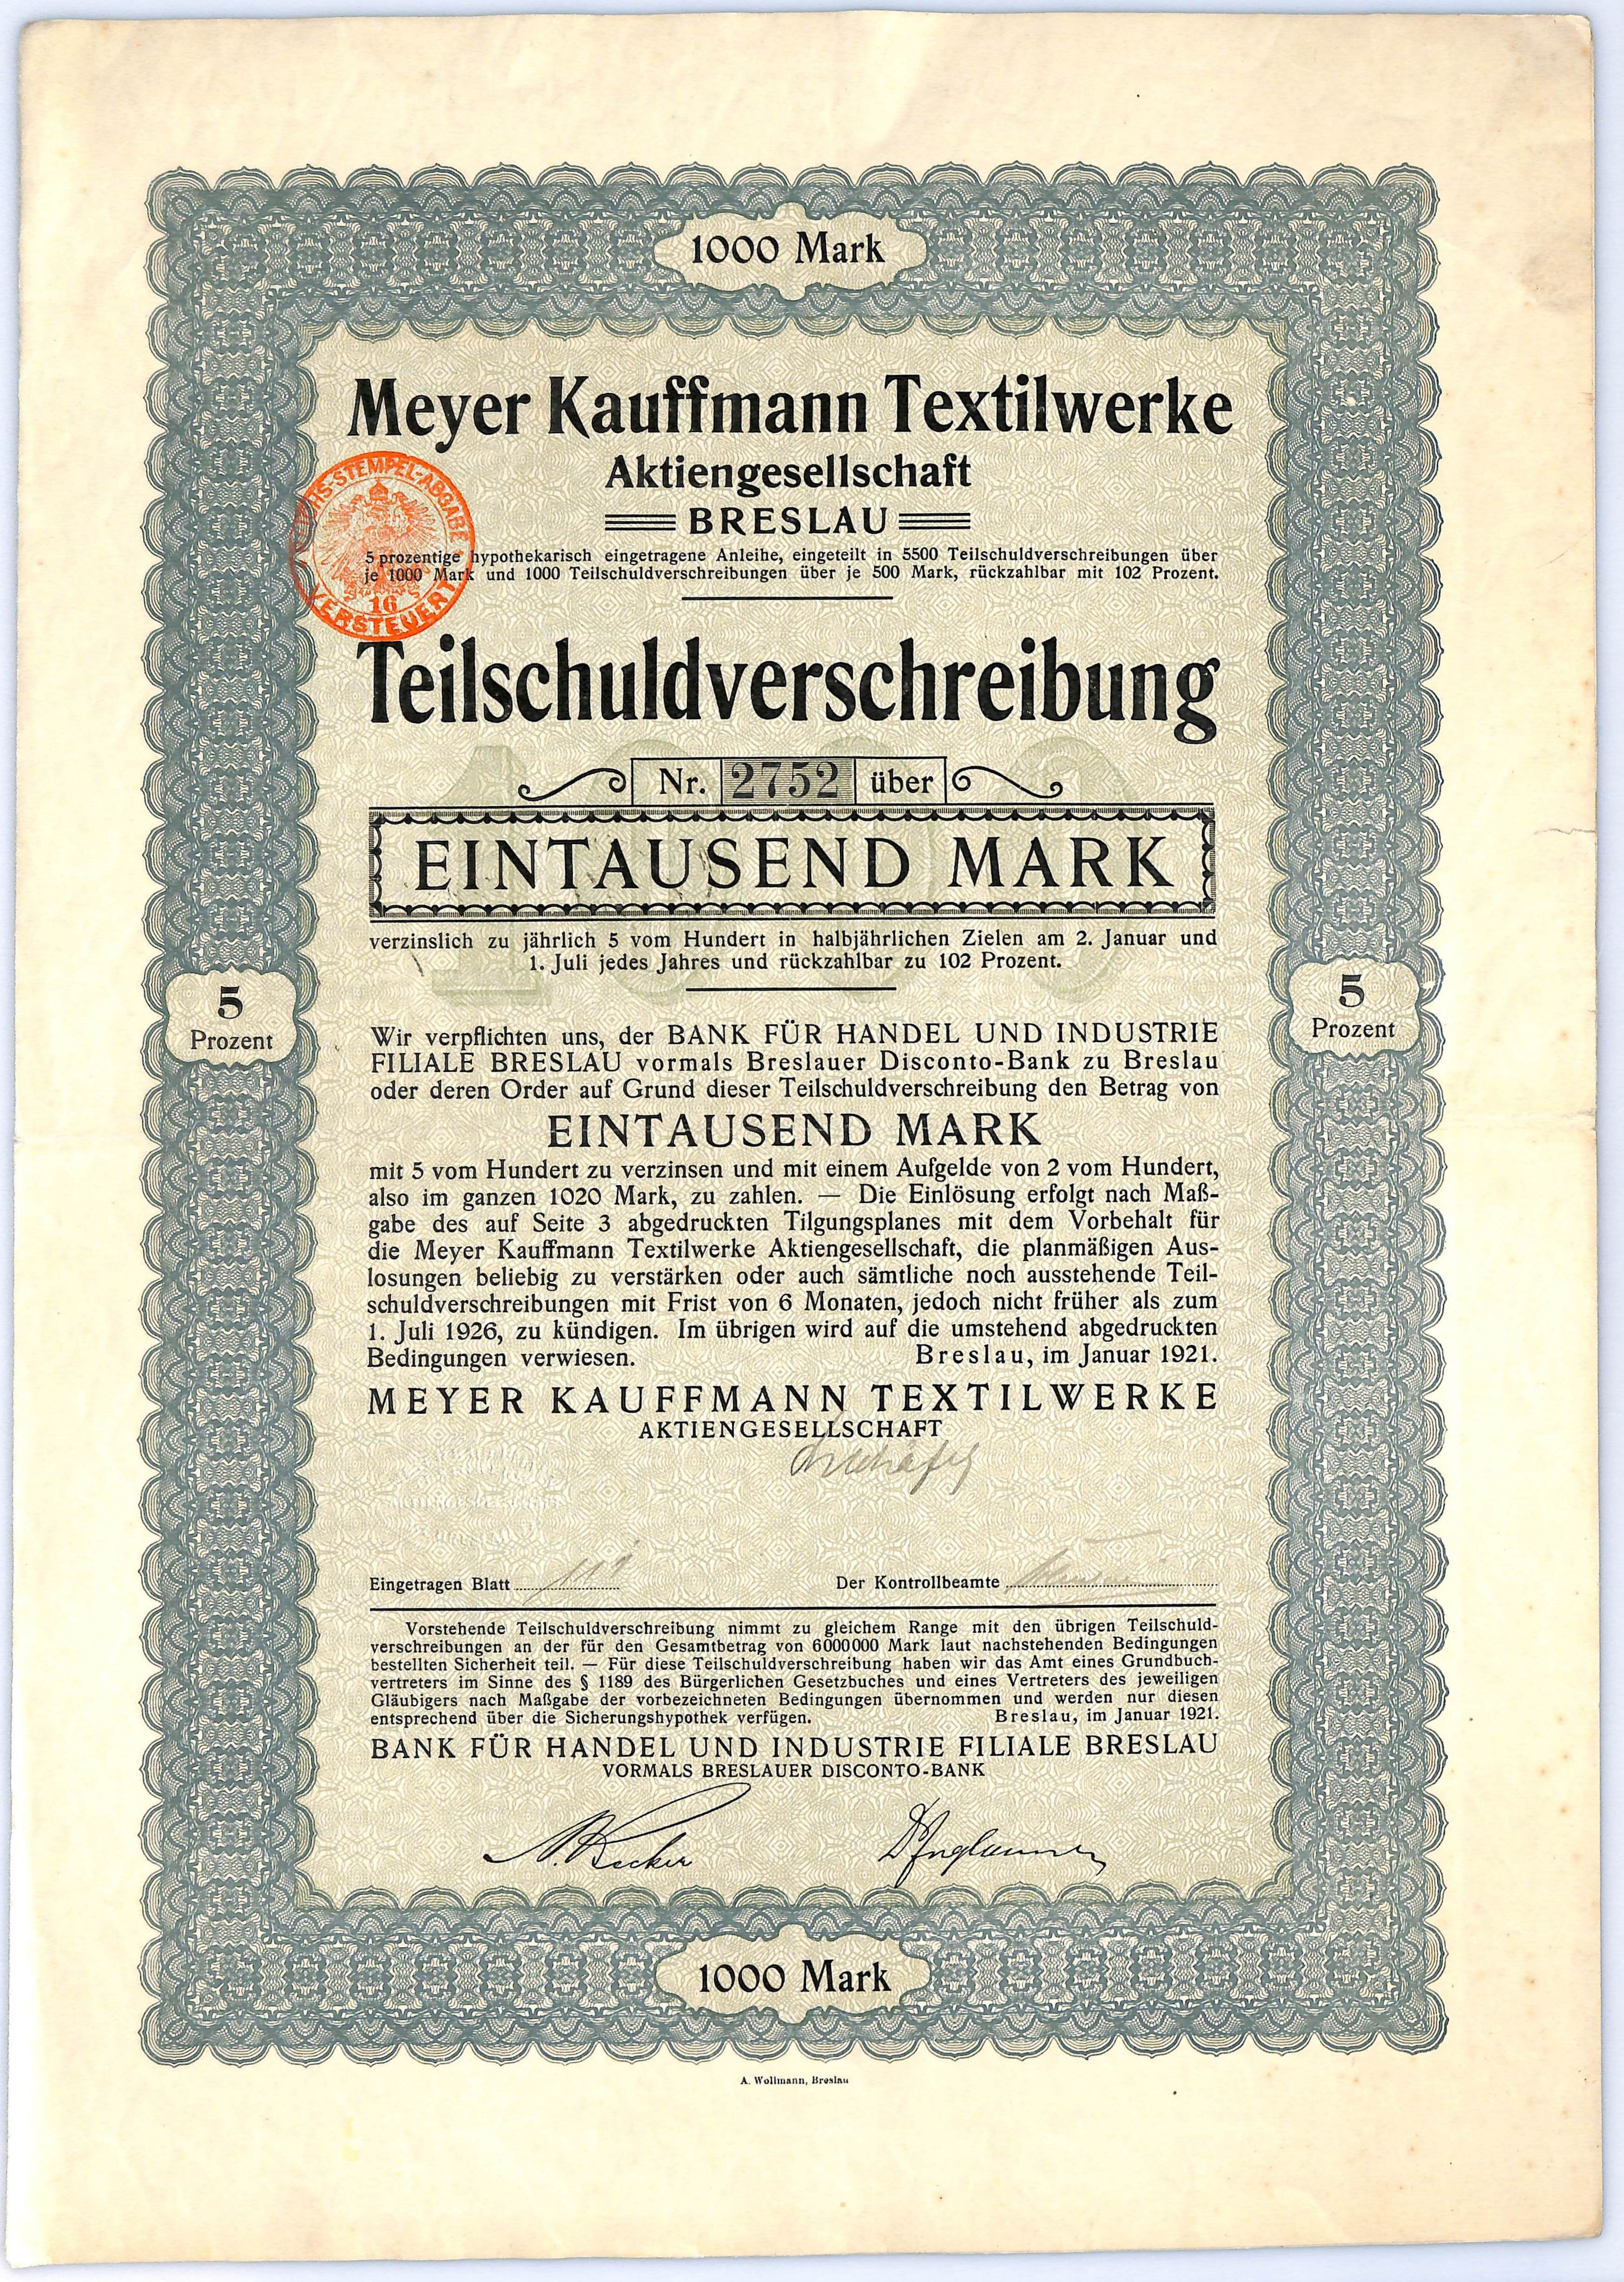 1000 Mark
Meyer Kauffmann Textilwerke
Aktiengesellschaft
BRESLAU
REICHS-STEMPEL-ABGABE
16
VERSTEUERT
5 prozentige hypothekarisch eingetragene Anleihe, eingeteilt in 5500 Teilschuldverschreibungen über
je 1000 Mark und 1000 Teilschuldverschreibungen über je 500 Mark, rückzahlbar mit 102 Prozent.
Teilschuldverschreibung
1000
Nr. 2752 über
EINTAUSEND MARK
verzinslich zu jährlich 5 vom Hundert in halbjährlichen Zielen am 2. Januar und
1. Juli jedes Jahres und rückzahlbar zu 102 Prozent.
5
Prozent
5
Prozent
Wir verpflichten uns, der BANK FÜR HANDEL UND INDUSTRIE
FILIALE BRESLAU vormals Breslauer Disconto-Bank zu Breslau
oder deren Order auf Grund dieser Teilschuldverschreibung den Betrag von
EINTAUSEND MARK
mit 5 vom Hundert zu verzinsen und mit einem Aufgelde von 2 vom Hundert,
also im ganzen 1020 Mark, zu zahlen. — Die Einlösung erfolgt nach Maß-
gabe des auf Seite 3 abgedruckten Tilgungsplanes mit dem Vorbehalt für
die Meyer Kauffmann Textilwerke Aktiengesellschaft, die planmäßigen Aus-
losungen beliebig zu verstärken oder auch sämtliche noch ausstehende Teil-
schuldverschreibungen mit Frist von 6 Monaten, jedoch nicht früher als zum
1. Juli 1926, zu kündigen. Im übrigen wird auf die umstehend abgedruckten
Bedingungen verwiesen. Breslau, im Januar 1921.
MEYER KAUFFMANN TEXTILWERKE
AKTIENGESELLSCHAFT
Eingetragen Blatt
Der Kontrollbeamte
Vorstehende Teilschuldverschreibung nimmt zu gleichem Range mit den übrigen Teilschuld-
verschreibungen an der für den Gesamtbetrag von 6000000 Mark laut nachstehenden Bedingungen
bestellten Sicherheit teil. — Für diese Teilschuldverschreibung haben wir das Amt eines Grundbuch-
vertreters im Sinne des § 1189 des Bürgerlichen Gesetzbuches und eines Vertreters des jeweiligen
Gläubigers nach Maßgabe der vorbezeichneten Bedingungen übernommen und werden nur diesen
entsprechend über die Sicherungshypothek verfügen. Breslau, im Januar 1921.
BANK FÜR HANDEL UND INDUSTRIE FILIALE BRESLAU
VORMALS BRESLAUER DISCONTO-BANK
1000 Mark
A. Wollmann, Breslau